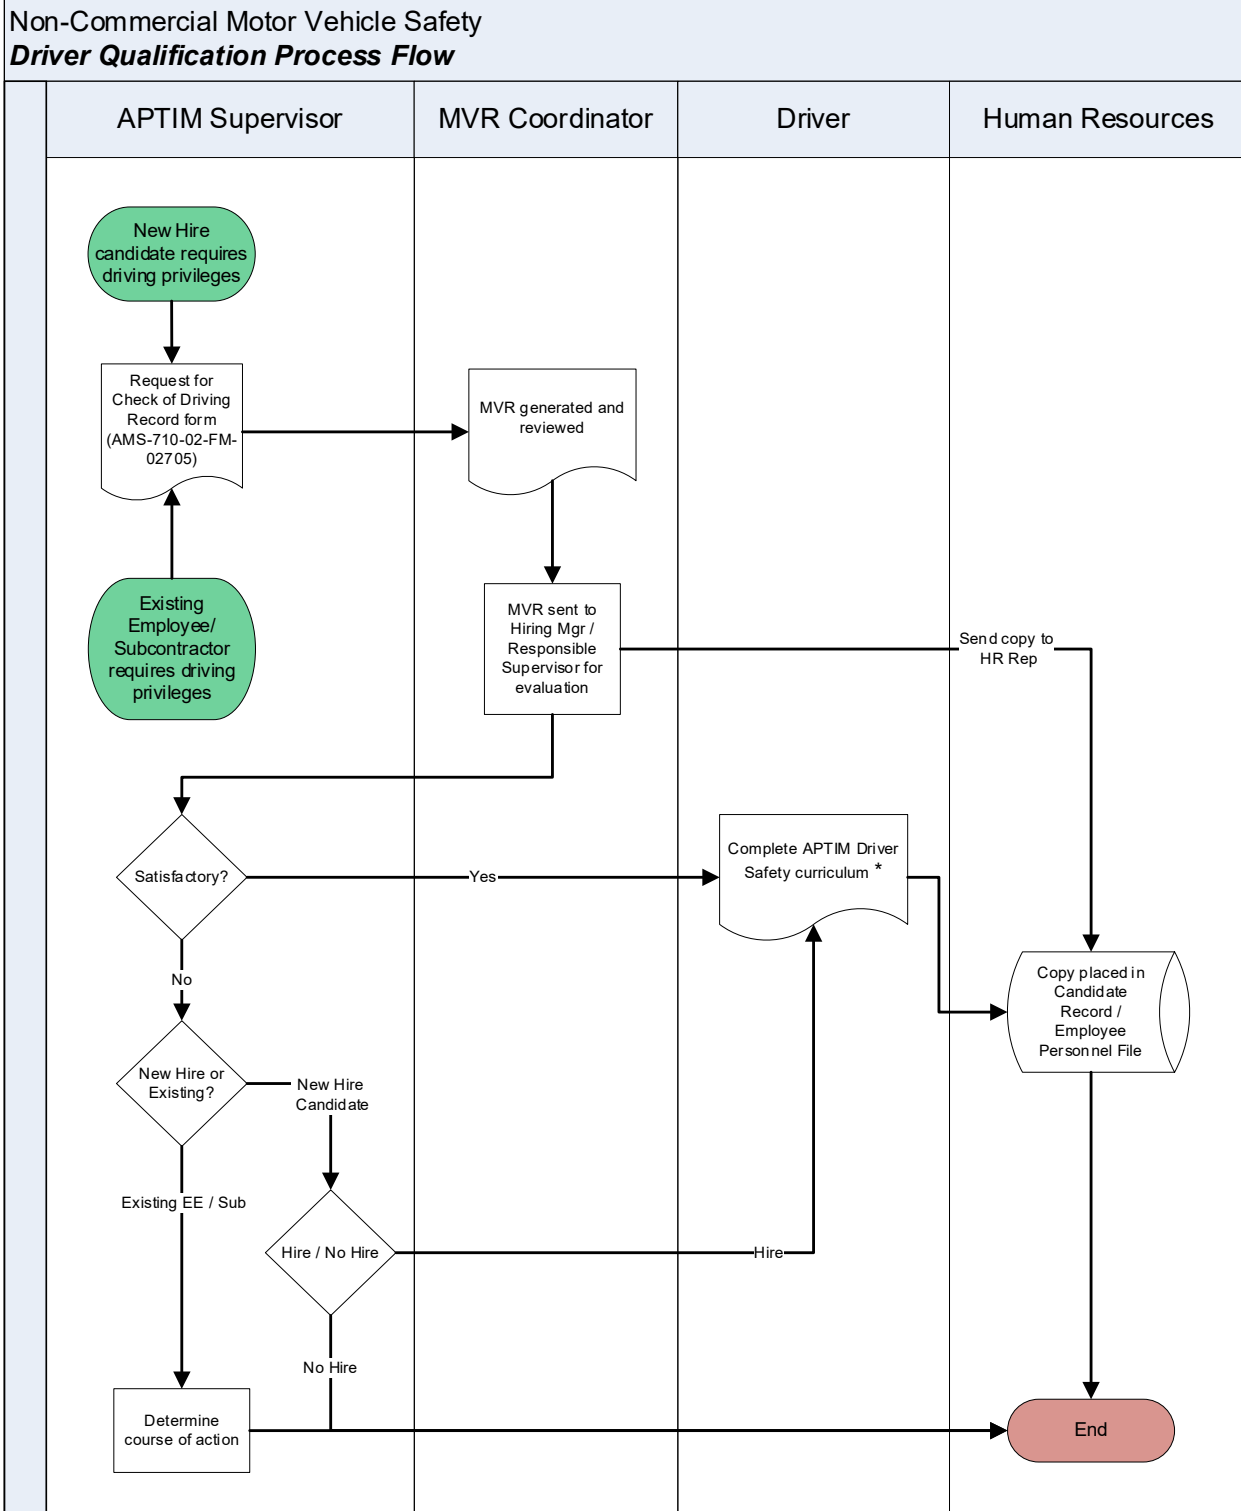 Non-Commercial Motor Vehicle Safety
Driver Qualification Process Flow
APTIM Supervisor
MVR Coordinator
Driver
Human Resources
New Hire
candidate requires
driving privileges
Request for
Check of Driving
Record form
(AMS-710-02-FM-
02705)
MVR generated and
reviewed
Existing
Employee/
Subcontractor
requires driving
privileges
MVR sent to
Hiring Mgr /
Responsible
Supervisor for
evaluation
Send copy to
HR Rep
Satisfactory?
Yes
Complete APTIM Driver
Safety curriculum *
No
Copy placed in
Candidate
Record /
Employee
Personnel File
New Hire or
Existing?
New Hire
Candidate
Existing EE / Sub
Hire / No Hire
Hire
No Hire
Determine
course of action
End